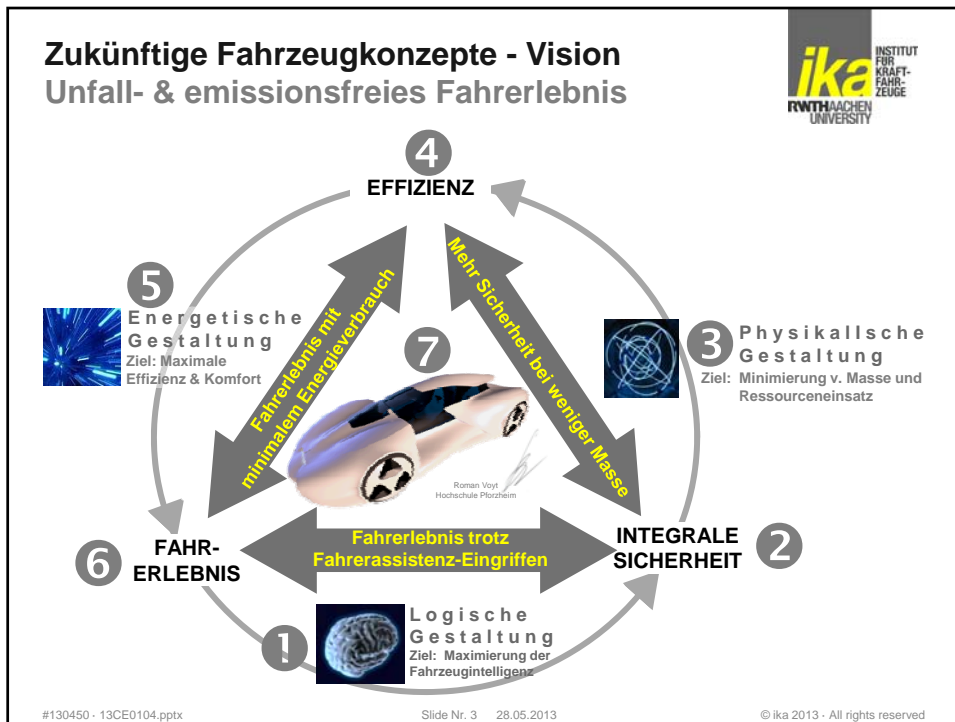 Zukünftige Fahrzeugkonzepte - Vision
Unfall- & emissionsfreies Fahrerlebnis
ika
INSTITUT
FÜR
KRAFT-
FAHR-
ZEUGE
RWTHAACHEN
UNIVERSITY
4
EFFIZIENZ
5
Energetische
Gestaltung
Ziel: Maximale
Effizienz & Komfort
Fahrerlebnis mit
minimalem Energieverbrauch
Mehr Sicherheit bei weniger Masse
7
3
PhysikalIsche
Gestaltung
Ziel: Minimierung v. Masse und
Ressourceneinsatz
Roman Voyt
Hochschule Pforzheim
6
FAHR-
ERLEBNIS
Fahrerlebnis trotz
Fahrerassistenz-Eingriffen
INTEGRALE
SICHERHEIT
2
1
Logische
Gestaltung
Ziel: Maximierung der
Fahrzeugintelligenz
#130450 · 13CE0104.pptx
Slide Nr. 3 28.05.2013
© ika 2013 · All rights reserved